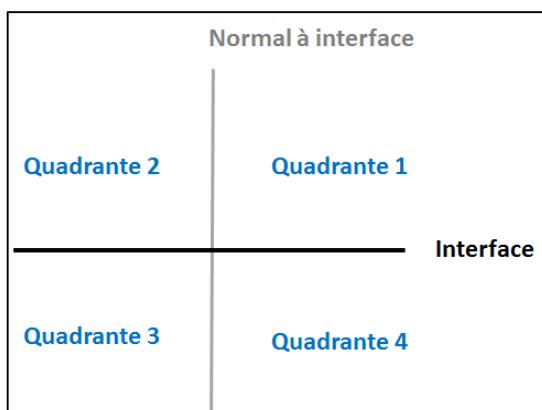 Normal à interface
Quadrante 2
Quadrante 1
Interface
Quadrante 3
Quadrante 4